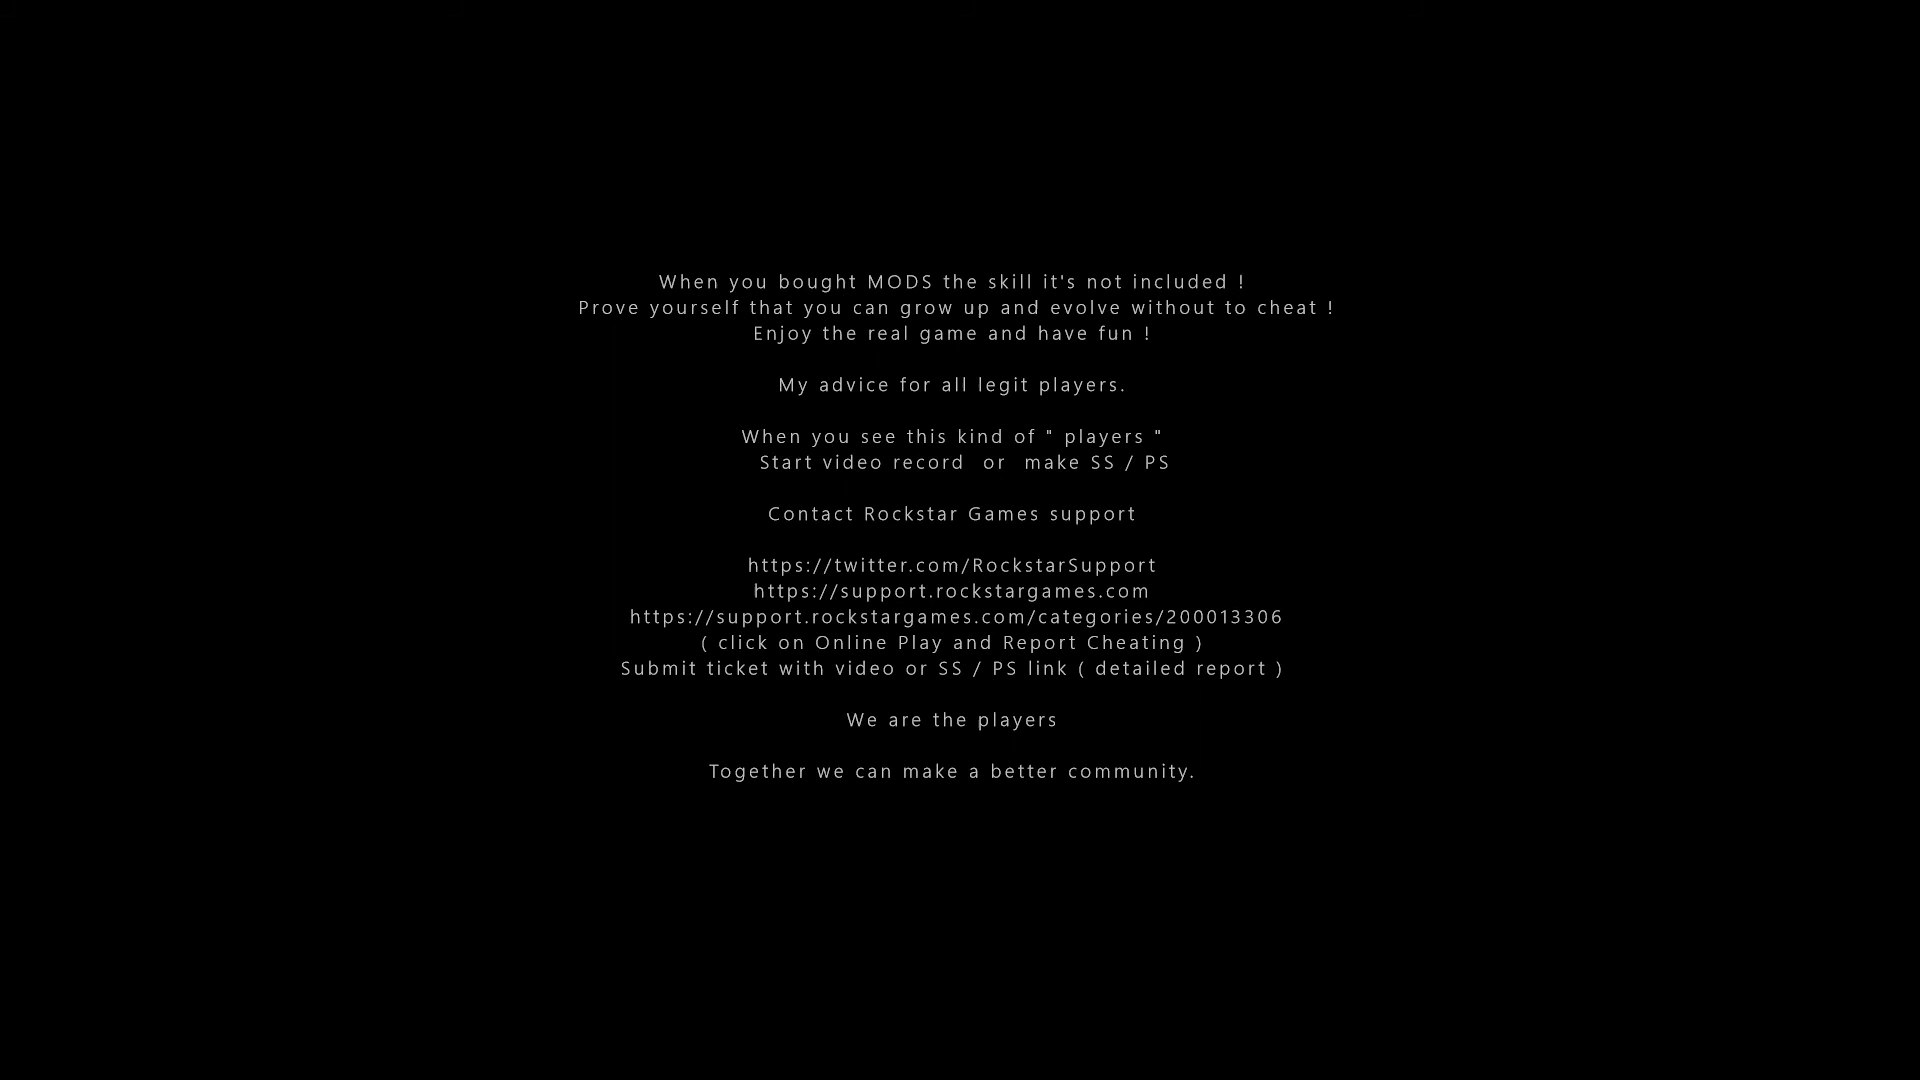 When you bought MODS the skill it's not included !
Prove yourself that you can grow up and evolve without to cheat !
Enjoy the real game and have fun !
My advice for all legit players.
When you see this kind of " players "
Start video record  or  make SS / PS
Contact Rockstar Games support
https://twitter.com/RockstarSupport
https://support.rockstargames.com
https://support.rockstargames.com/categories/200013306
( click on Online Play and Report Cheating )
Submit ticket with video or SS / PS link ( detailed report )
We are the players
Together we can make a better community.